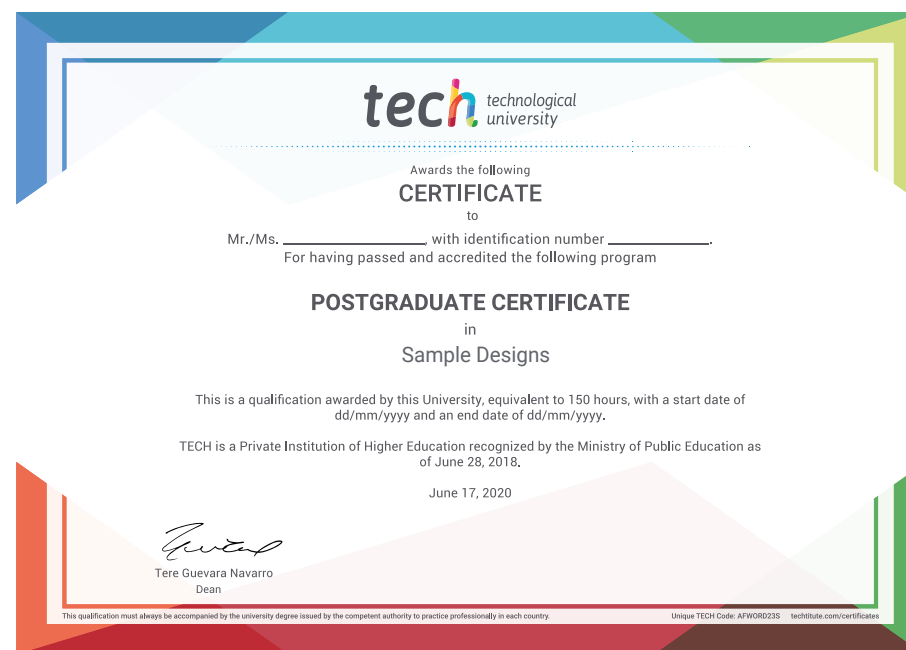 tech technological
university
Awards the following
CERTIFICATE
to
Mr./Ms. ____________, with identification number ____________.
For having passed and accredited the following program
POSTGRADUATE CERTIFICATE
in
Sample Designs
This is a qualification awarded by this University, equivalent to 150 hours, with a start date of
dd/mm/yyyy and an end date of dd/mm/yyyy.
TECH is a Private Institution of Higher Education recognized by the Ministry of Public Education as
of June 28, 2018.
June 17, 2020
Tere Guevara Navarro
Dean
This qualification must always be accompanied by the university degree issued by the competent authority to practice professionally in each country.
Unique TECH Code: AFWORD23S techtitute.com/certificates